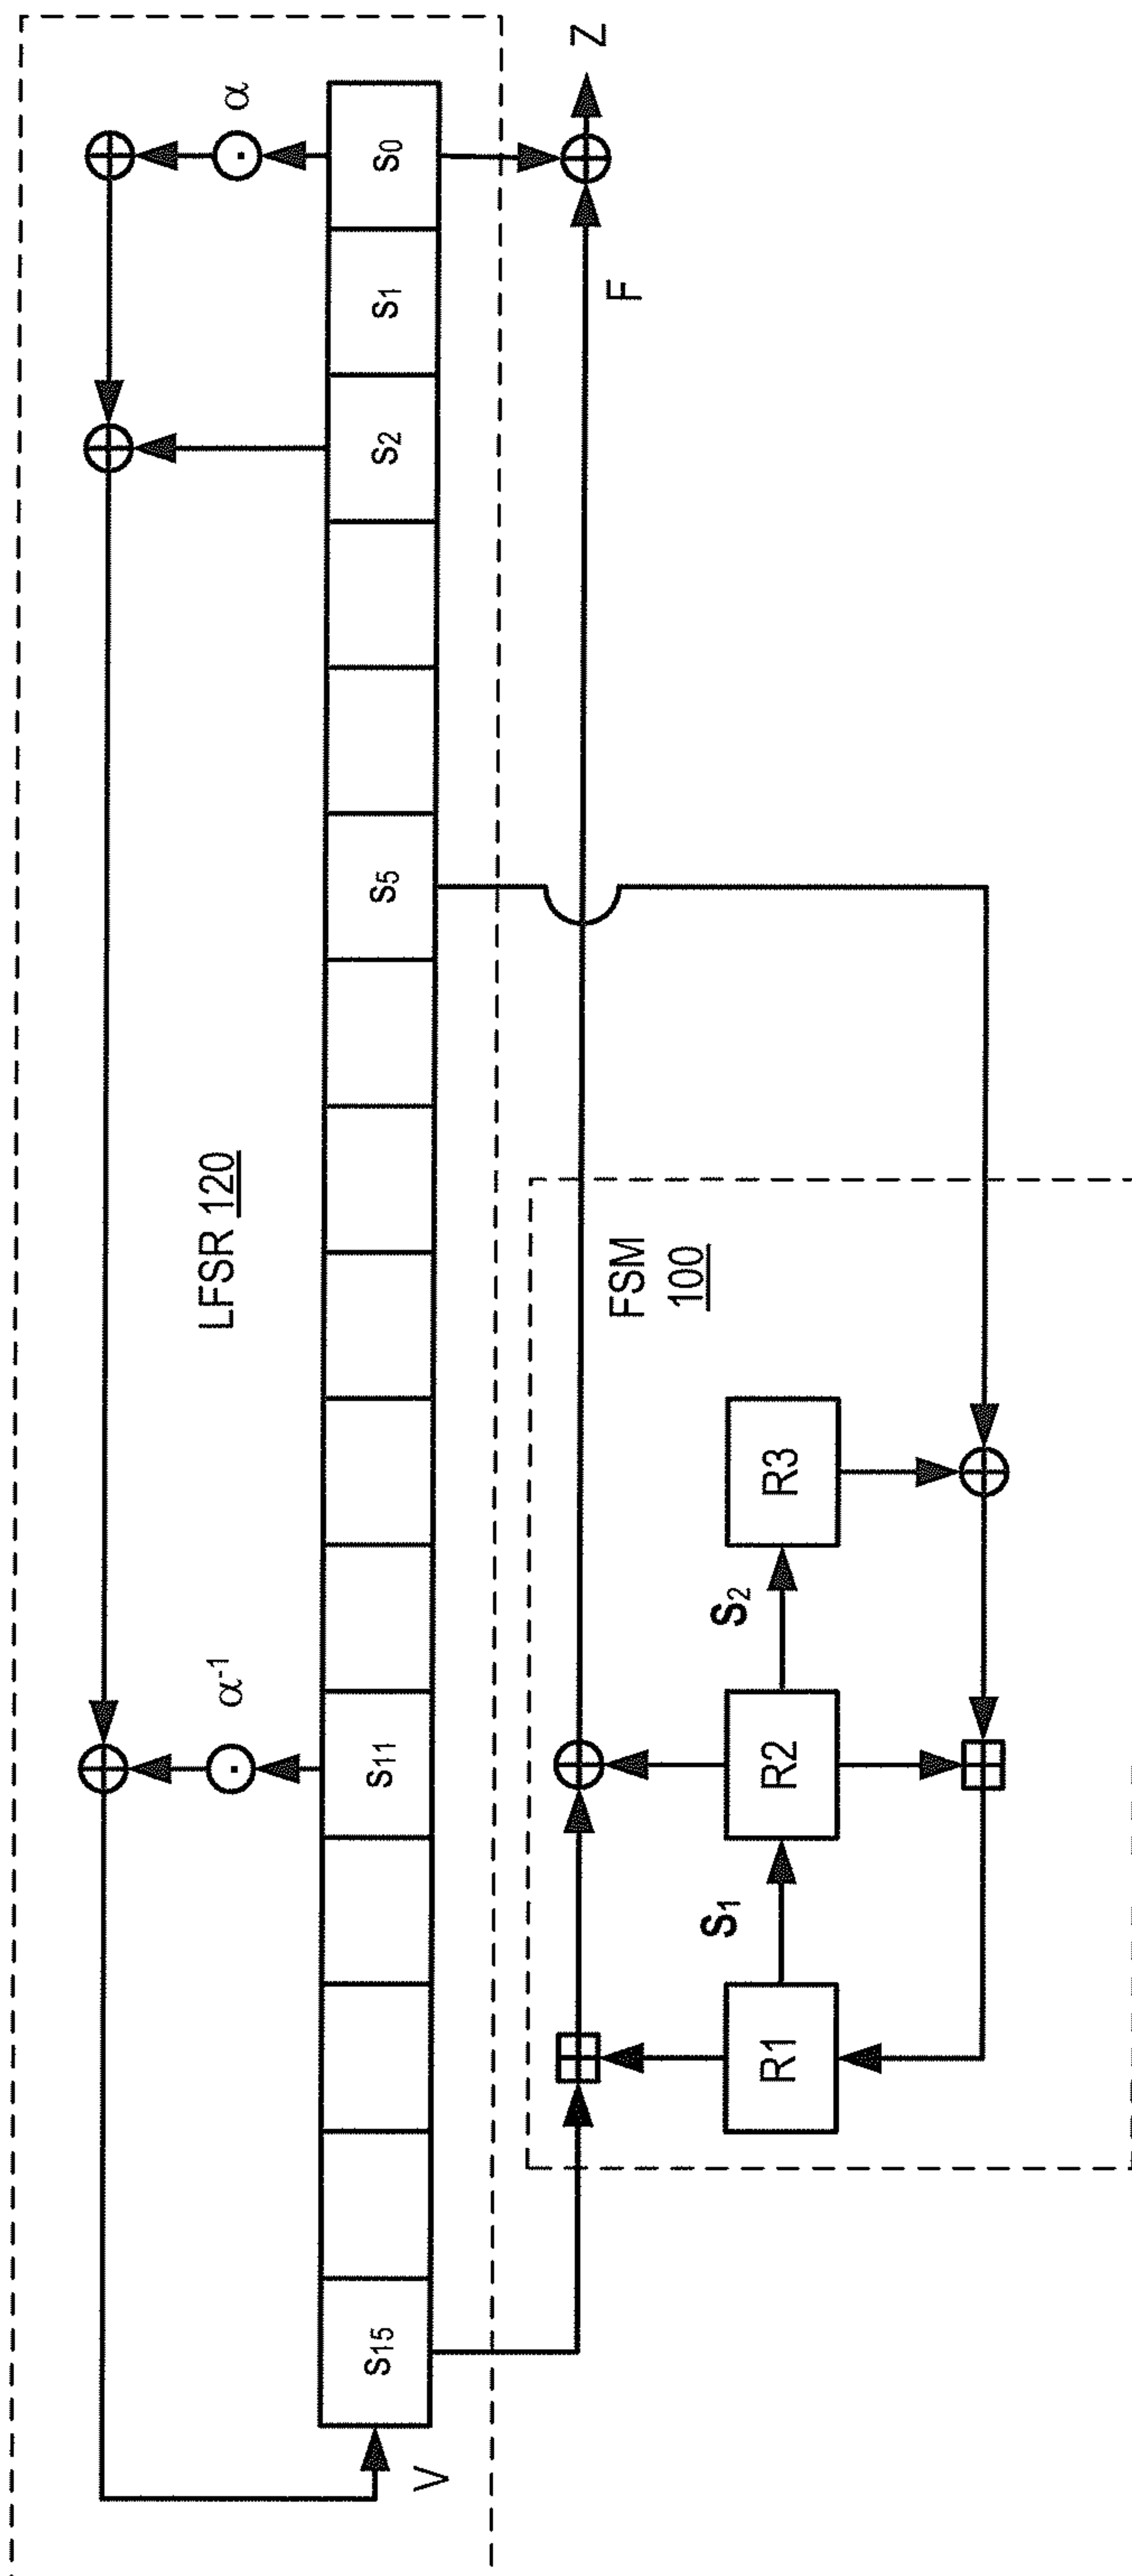 α⁻¹
α
LFSR 120
V
S15
S11
S5
S2
S1
S0
Z
F
FSM
100
S1
S2
R1
R2
R3